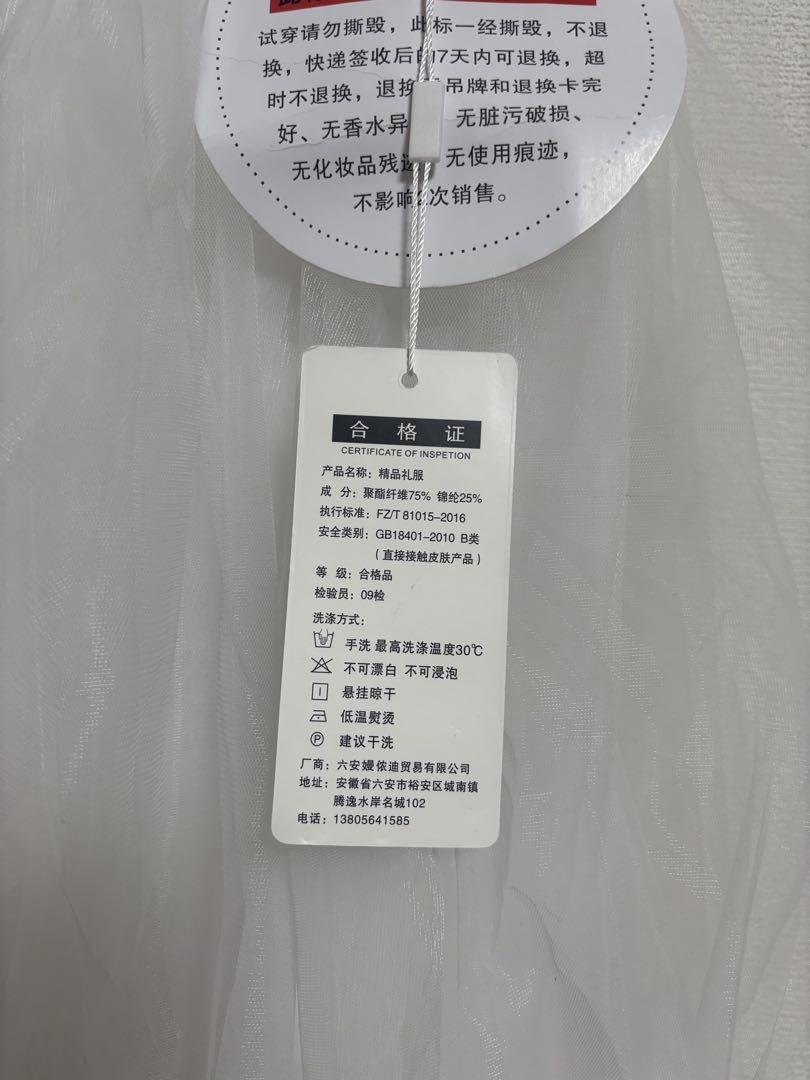 试穿请勿撕毁，此标一经撕毁，不退
换，快递签收后的7天内可退换，超
时不退换，退换 吊牌和退换卡完
好、无香水异 无脏污破损、
无化妆品残迹 无使用痕迹，
不影响2次销售。
合格证
CERTIFICATE OF INSPETION
产品名称：精品礼服
成 分：聚酯纤维75% 锦纶25%
执行标准：FZ/T 81015-2016
安全类别：GB18401-2010 B类
（直接接触皮肤产品）
等 级：合格品
检验员：09检
洗涤方式：
手洗 最高洗涤温度30℃
不可漂白 不可浸泡
悬挂晾干
低温熨烫
P 建议干洗
厂商：六安嫚依迪贸易有限公司
地址：安徽省六安市裕安区城南镇
腾逸水岸名城102
电话：13805641585